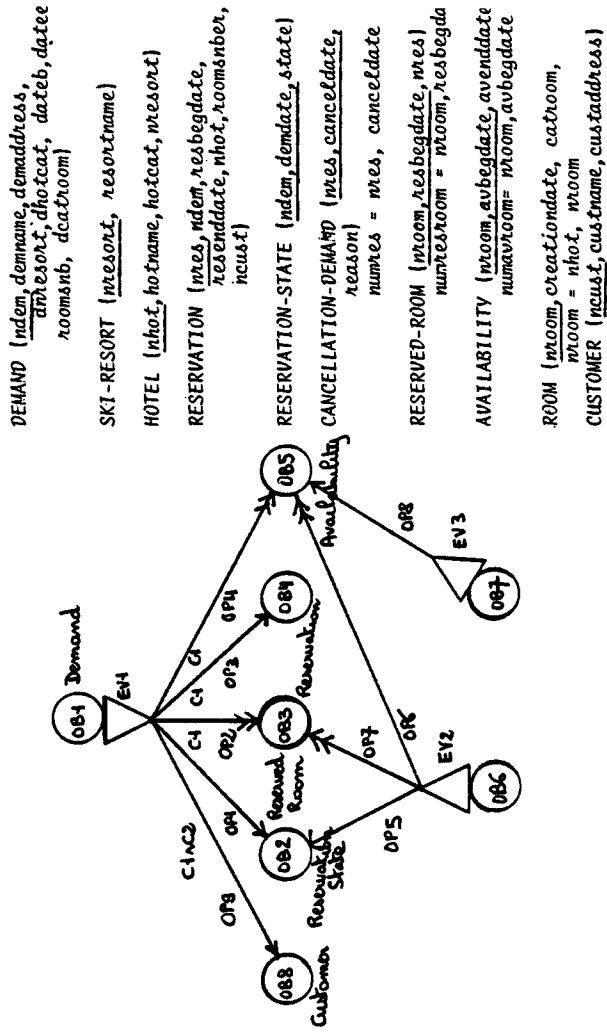 DEMAND (ndem, demname, demaddress,
dnresort, dhotcat, dateb, datee
roomsnb, dcatroom)
SKI-RESORT (nresort, resortname)
HOTEL (nhot, hotname, hotcat, nresort)
RESERVATION (nres, ndem, resbegdate,
resenddate, nhot, roomsnber,
ncust)
RESERVATION-STATE (ndem, demdate, state)
CANCELLATION-DEMAND (nres, canceldate,
reason)
numres = nres, canceldate
RESERVED-ROOM (nroom, resbegdate, nres)
numresroom = nroom, resbegda
AVAILABILITY (nroom, avbegdate, avenddate
numavroom= nroom, avbegdate
ROOM (nroom, creationdate, catroom,
nroom = nhot, nroom
CUSTOMER (ncust, custname, custaddress)
OB1
Demand
EV1
C1∧C2
C1
C1
C1
OP9
OP1
OP2
OP3
OP4
OB8
Customer
OB2
Reservation
State
OB3
Reserved
Room
OB4
Reservation
OB5
Availability
OP5
OP7
OP6
OP8
EV2
OB6
EV3
OB7